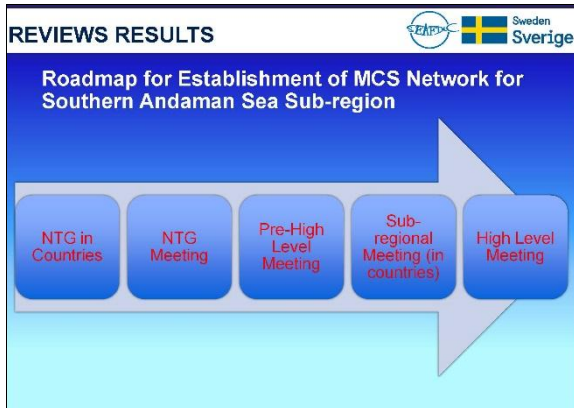 REVIEWS RESULTS
SEAFDEC
Sweden
Sverige
Roadmap for Establishment of MCS Network for
Southern Andaman Sea Sub-region
NTG in
Countries
NTG
Meeting
Pre-High
Level
Meeting
Sub-
regional
Meeting (in
countries)
High Level
Meeting